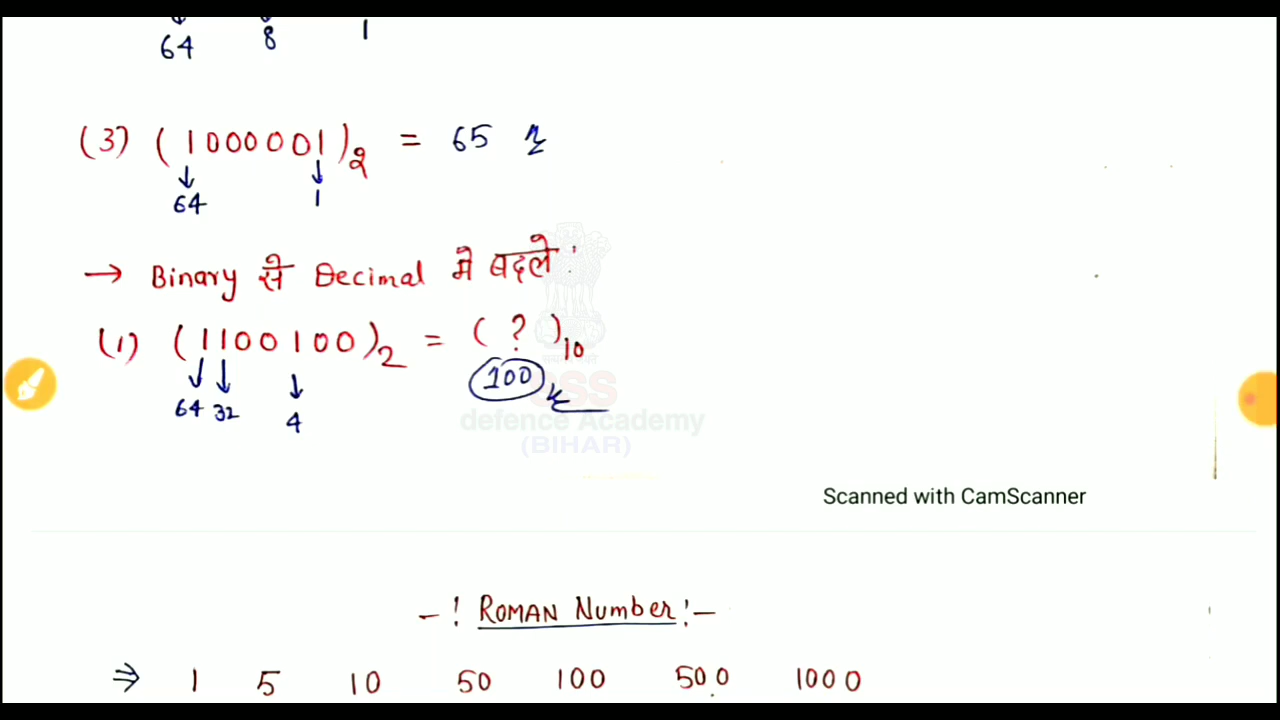 64 8 1
(3) (1000001)2 = 65
64 1
→ Binary से Decimal मे बदले :
(1) (1100100)2 = ( ? )10
64 32 4
100
SSS
defence Academy
(BIHAR)
Scanned with CamScanner
-! ROMAN Number !-
⇒ 1 5 10 50 100 500 1000